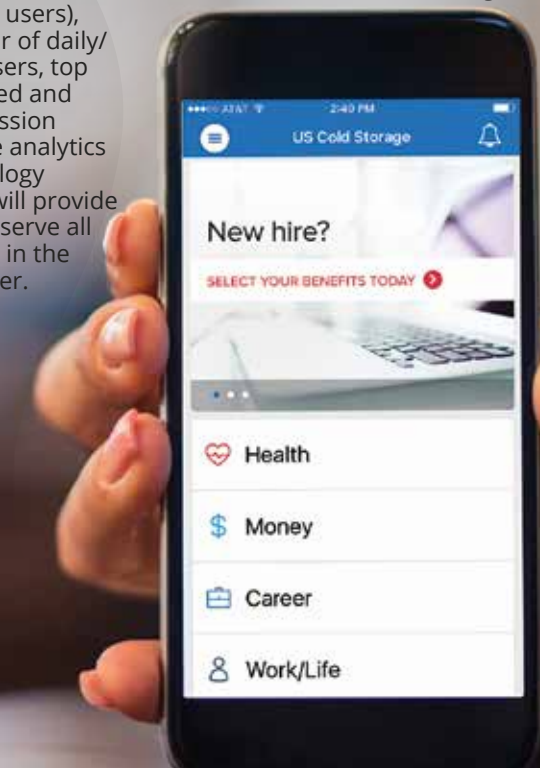 users),
r of daily/
sers, top
ed and
ssion
e analytics
logy
will provide
serve all
in the
er.
AT&T 2:40 PM
US Cold Storage
New hire?
SELECT YOUR BENEFITS TODAY
Health
Money
Career
Work/Life